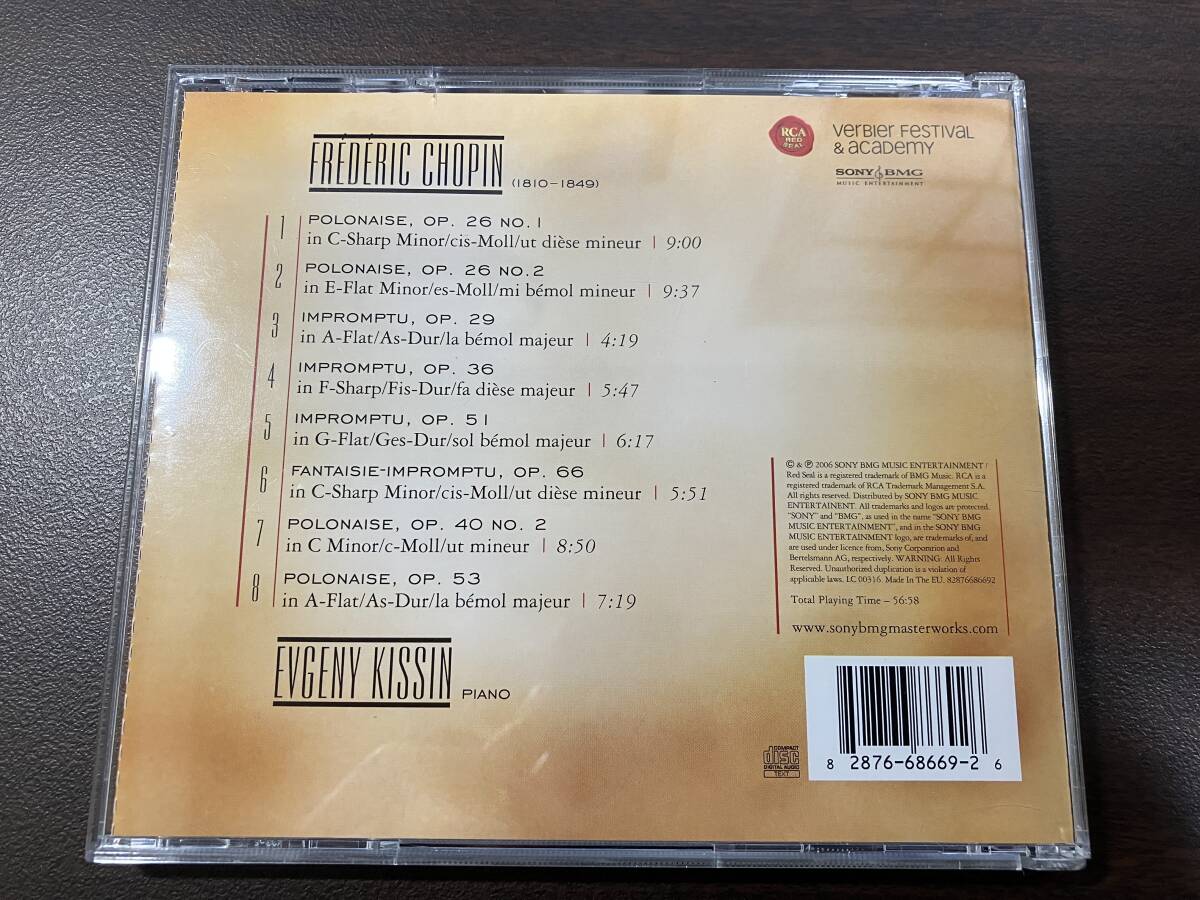 FRÉDÉRIC CHOPIN (1810–1849)
1 POLONAISE, OP. 26 NO. 1
in C-Sharp Minor/cis-Moll/ut dièse mineur | 9:00
2 POLONAISE, OP. 26 NO.2
in E-Flat Minor/es-Moll/mi bémol mineur | 9:37
3 IMPROMPTU, OP. 29
in A-Flat/As-Dur/la bémol majeur | 4:19
4 IMPROMPTU, OP. 36
in F-Sharp/Fis-Dur/fa dièse majeur | 5:47
5 IMPROMPTU, OP. 51
in G-Flat/Ges-Dur/sol bémol majeur | 6:17
6 FANTAISIE-IMPROMPTU, OP. 66
in C-Sharp Minor/cis-Moll/ut dièse mineur | 5:51
7 POLONAISE, OP. 40 NO. 2
in C Minor/c-Moll/ut mineur | 8:50
8 POLONAISE, OP. 53
in A-Flat/As-Dur/la bémol majeur | 7:19
EVGENY KISSIN PIANO
RCA
RED
SEAL
Verbier Festival
& Academy
SONY BMG
MUSIC ENTERTAINMENT
© & ℗ 2006 SONY BMG MUSIC ENTERTAINMENT /
Red Seal is a registered trademark of BMG Music. RCA is a
registered trademark of RCA Trademark Management S.A.
All rights reserved. Distributed by SONY BMG MUSIC
ENTERTAINENT. All trademarks and logos are protected.
"SONY" and "BMG", as used in the name "SONY BMG
MUSIC ENTERTAINMENT", and in the SONY BMG
MUSIC ENTERTAINMENT logo, are trademarks of, and
are used under licence from, Sony Corporation and
Bertelsmann AG, respectively. WARNING: All Rights
Reserved. Unauthorized duplication is a violation of
applicable laws. LC 00316 Made In The EU. 82876686692
Total Playing Time – 56:58
www.sonybmgmasterworks.com
COMPACT
disc
DIGITAL AUDIO
TEXT
8 2876-68669-2 6